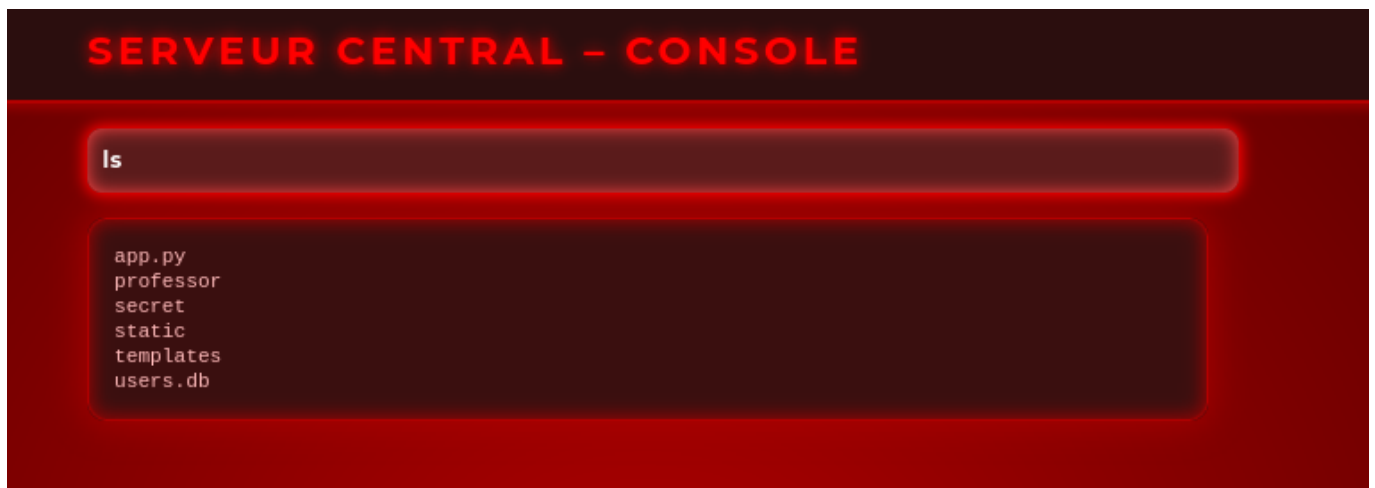 SERVEUR CENTRAL – CONSOLE
ls
app.py
professor
secret
static
templates
users.db